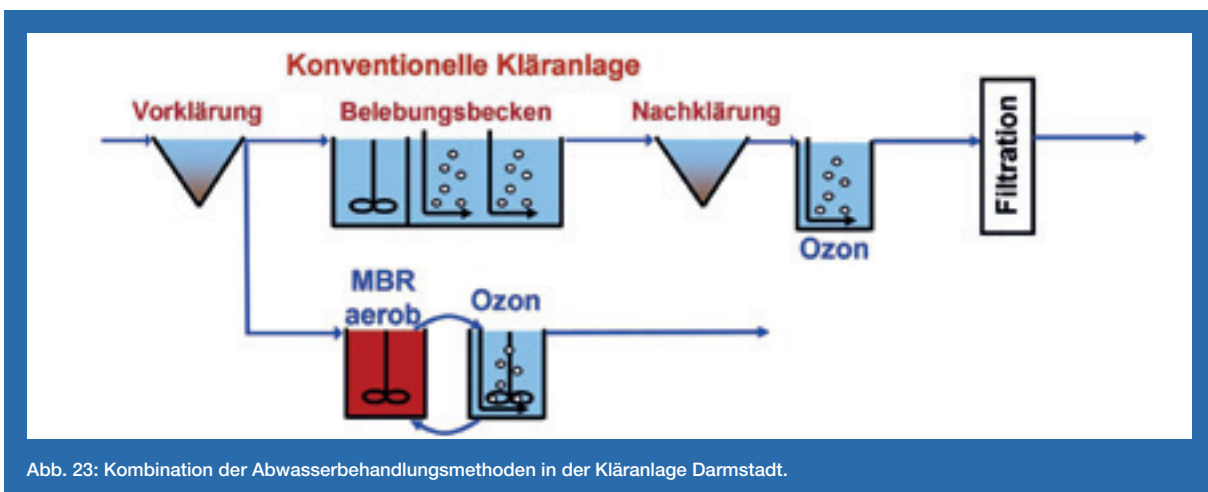 Konventionelle Kläranlage
Vorklärung
Belebungsbecken
Nachklärung
Ozon
Filtration
MBR
aerob
Ozon
Abb. 23: Kombination der Abwasserbehandlungsmethoden in der Kläranlage Darmstadt.